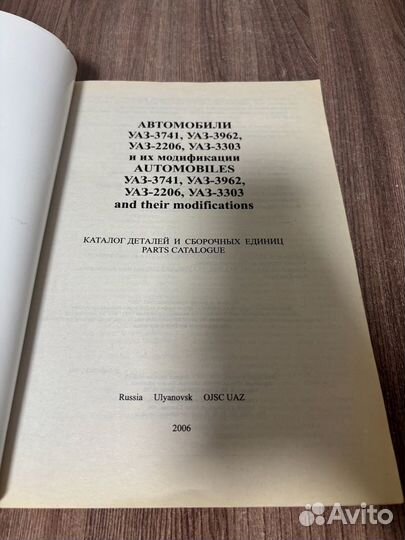 АВТОМОБИЛИ
УАЗ-3741, УАЗ-3962,
УАЗ-2206, УАЗ-3303
и их модификации
AUTOMOBILES
УАЗ-3741, УАЗ-3962,
УАЗ-2206, УАЗ-3303
and their modifications
КАТАЛОГ ДЕТАЛЕЙ И СБОРОЧНЫХ ЕДИНИЦ
PARTS CATALOGUE
Russia Ulyanovsk OJSC UAZ
2006
Avito